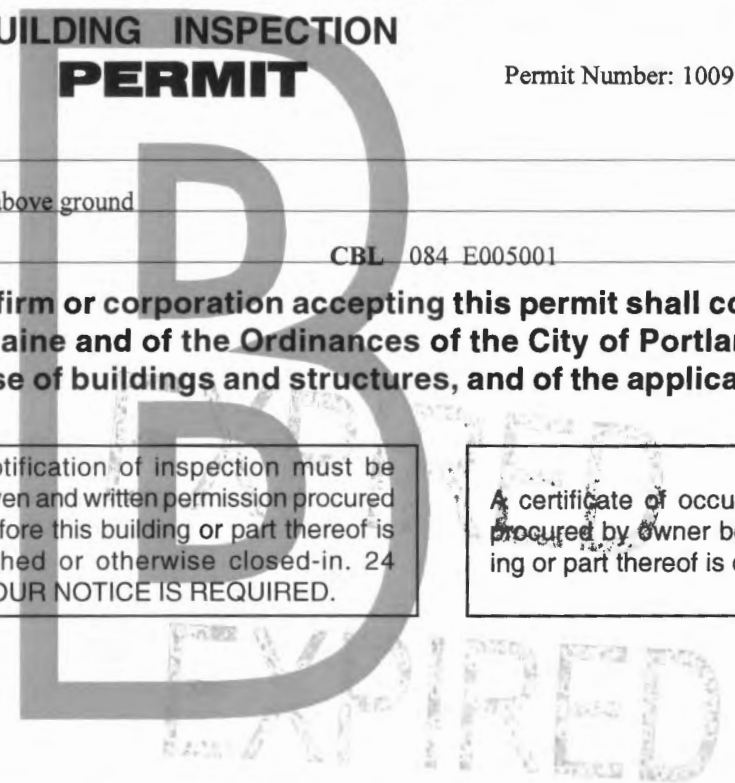 UILDING INSPECTION
PERMIT
Permit Number: 1009
above ground
CBL 084 E005001
firm or corporation accepting this permit shall co
aine and of the Ordinances of the City of Portlan
se of buildings and structures, and of the applica
otification of inspection must be
ven and written permission procured
fore this building or part thereof is
hed or otherwise closed-in. 24
OUR NOTICE IS REQUIRED.
A certificate of occu
procured by owner be
ing or part thereof is
EXPIRED
EXPIRED